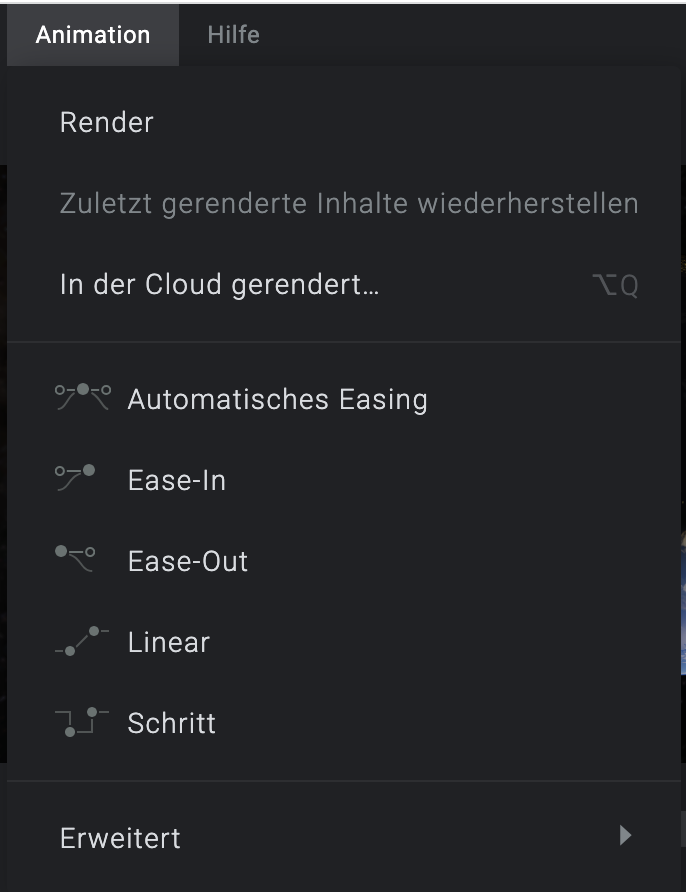 Animation Hilfe
Render
Zuletzt gerenderte Inhalte wiederherstellen
In der Cloud gerendert… ⌥Q
Automatisches Easing
Ease-In
Ease-Out
Linear
Schritt
Erweitert